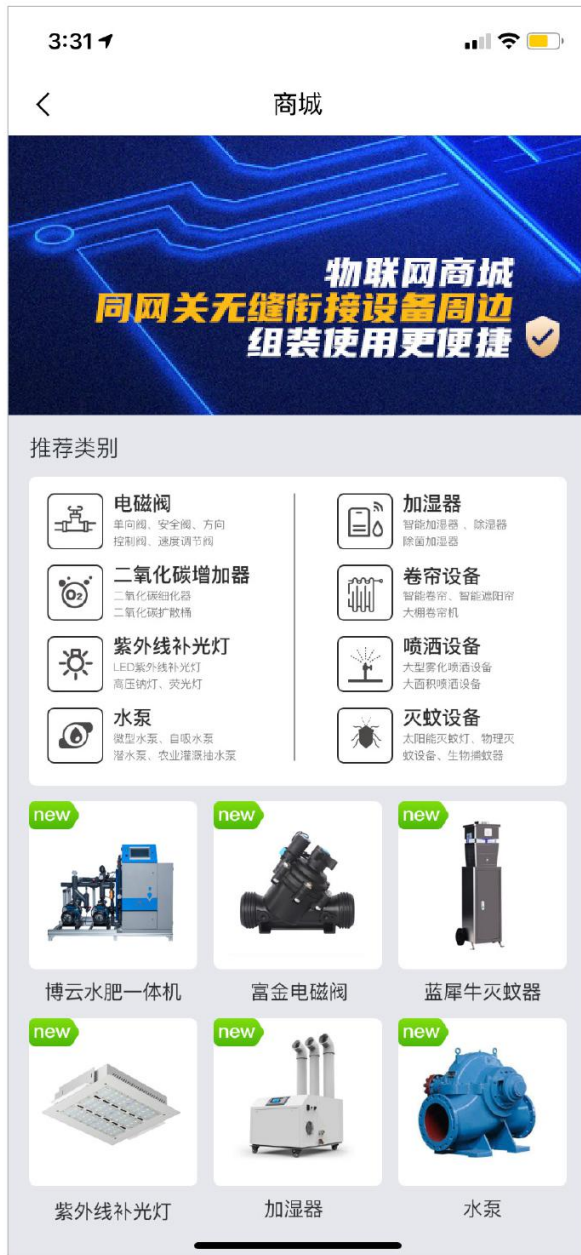 3:31
商城
物联网商城
同网关无缝衔接设备周边
组装使用更便捷
推荐类别
电磁阀
单向阀、安全阀、方向
控制阀、速度调节阀
加湿器
智能加湿器、除湿器
除菌加湿器
二氧化碳增加器
二氧化碳细化器
二氧化碳扩散桶
O2
卷帘设备
智能卷帘、智能遮阳帘
大棚卷帘机
紫外线补光灯
LED紫外线补光灯
高压钠灯、荧光灯
喷洒设备
大型雾化喷洒设备
大面积喷洒设备
水泵
微型水泵、自吸水泵
潜水泵、农业灌溉抽水泵
灭蚊设备
太阳能灭蚊灯、物理灭
蚊设备、生物捕蚊器
new
new
new
博云水肥一体机
富金电磁阀
蓝犀牛灭蚊器
new
new
new
紫外线补光灯
加湿器
水泵